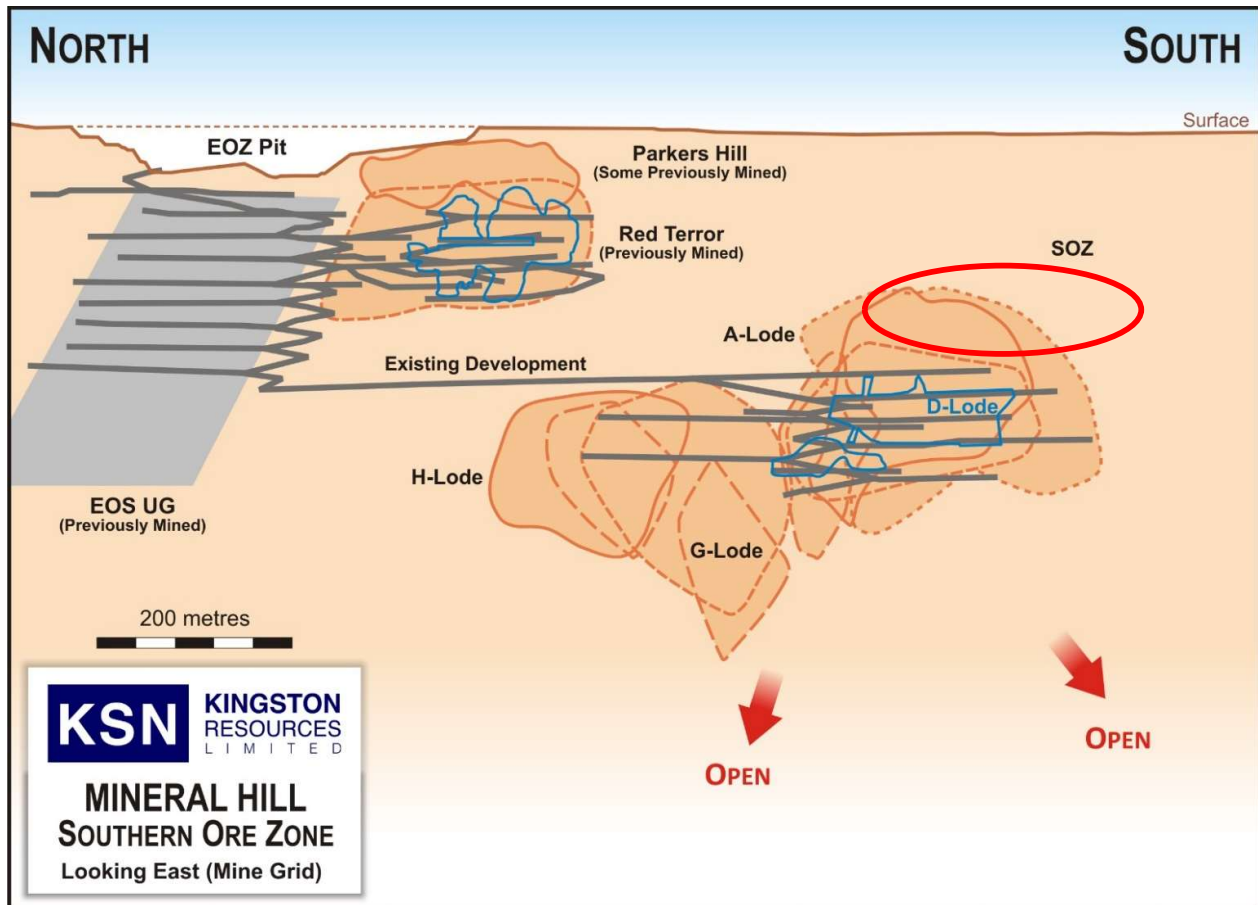 NORTH
SOUTH
Surface
EOZ Pit
Parkers Hill
(Some Previously Mined)
Red Terror
(Previously Mined)
SOZ
A-Lode
Existing Development
D-Lode
H-Lode
EOS UG
(Previously Mined)
G-Lode
200 metres
OPEN
OPEN
KSN
KINGSTON
RESOURCES
LIMITED
MINERAL HILL
SOUTHERN ORE ZONE
Looking East (Mine Grid)